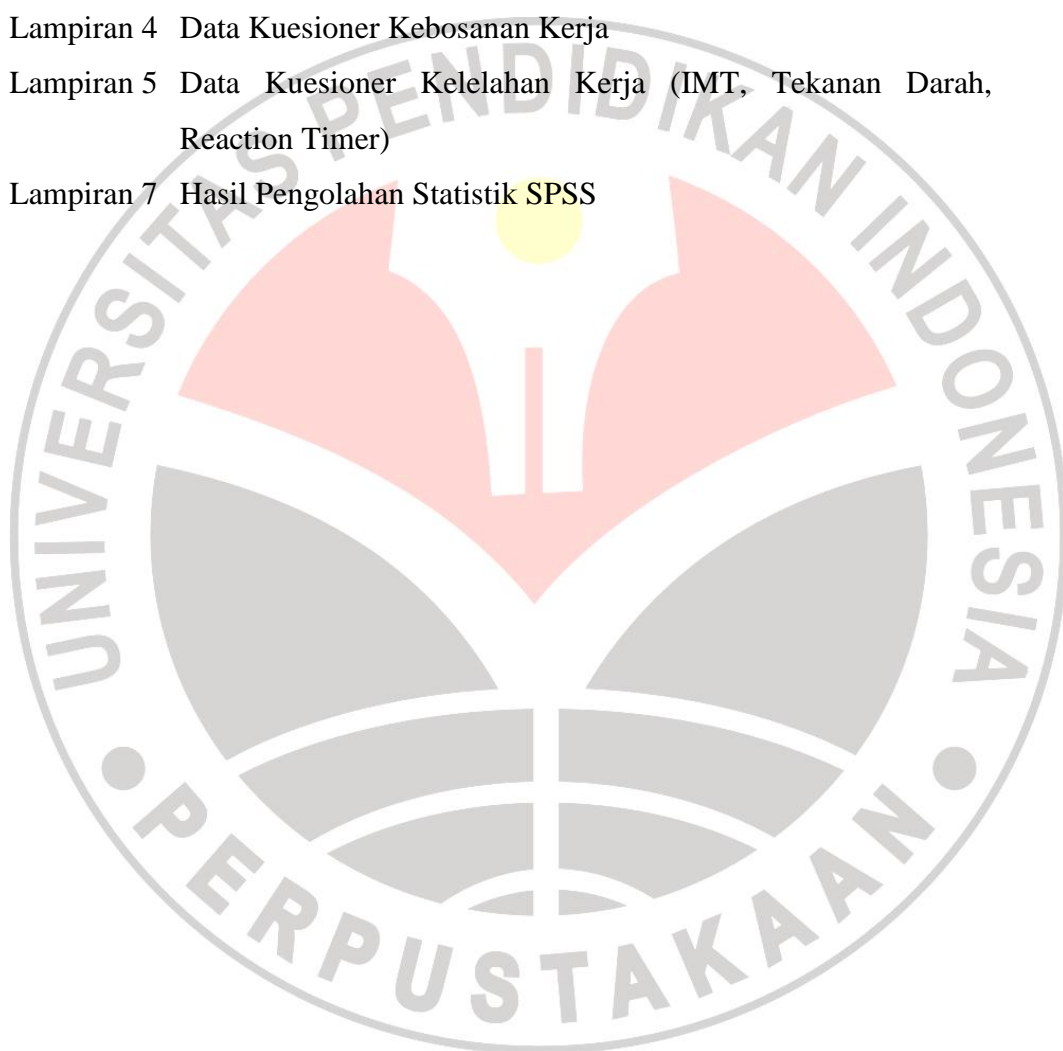 Lampiran 4 Data Kuesioner Kebosanan Kerja
Lampiran 5 Data Kuesioner Kelelahan Kerja (IMT, Tekanan Darah,
Reaction Timer)
Lampiran 7 Hasil Pengolahan Statistik SPSS
UNIVERSITAS PENDIDIKAN INDONESIA
PERPUSTAKAAN